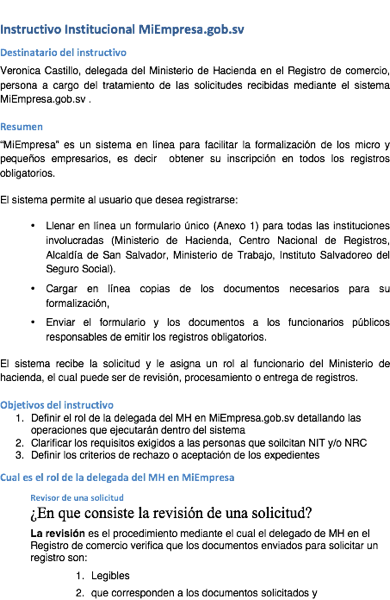 Instructivo Institucional MiEmpresa.gob.sv
Destinatario del instructivo
Veronica Castillo, delegada del Ministerio de Hacienda en el Registro de comercio,
persona a cargo del tratamiento de las solicitudes recibidas mediante el sistema
MiEmpresa.gob.sv .
Resumen
“MiEmpresa” es un sistema en línea para facilitar la formalización de los micro y
pequeños empresarios, es decir obtener su inscripción en todos los registros
obligatorios.
El sistema permite al usuario que desea registrarse:
• Llenar en línea un formulario único (Anexo 1) para todas las instituciones
involucradas (Ministerio de Hacienda, Centro Nacional de Registros,
Alcaldía de San Salvador, Ministerio de Trabajo, Instituto Salvadoreo del
Seguro Social).
• Cargar en línea copias de los documentos necesarios para su
formalización,
• Enviar el formulario y los documentos a los funcionarios públicos
responsables de emitir los registros obligatorios.
El sistema recibe la solicitud y le asigna un rol al funcionario del Ministerio de
hacienda, el cual puede ser de revisión, procesamiento o entrega de registros.
Objetivos del instructivo
1. Definir el rol de la delegada del MH en MiEmpresa.gob.sv detallando las
operaciones que ejecutarán dentro del sistema
2. Clarificar los requisitos exigidos a las personas que soilcitan NIT y/o NRC
3. Definir los criterios de rechazo o aceptación de los expedientes
Cual es el rol de la delegada del MH en MiEmpresa
Revisor de una solicitud
¿En que consiste la revisión de una solicitud?
La revisión es el procedimiento mediante el cual el delegado de MH en el
Registro de comercio verifica que los documentos enviados para solicitar un
registro son:
1. Legibles
2. que corresponden a los documentos solicitados y